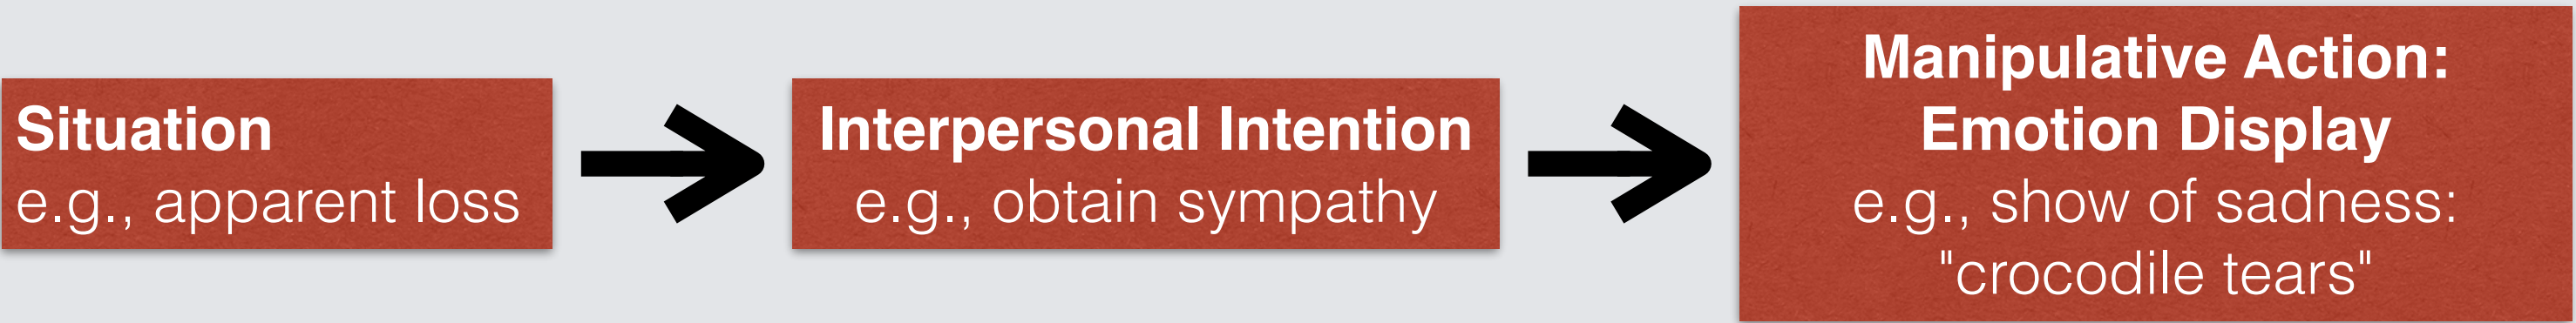 Situation
e.g., apparent loss
Interpersonal Intention
e.g., obtain sympathy
Manipulative Action:
Emotion Display
e.g., show of sadness:
"crocodile tears"